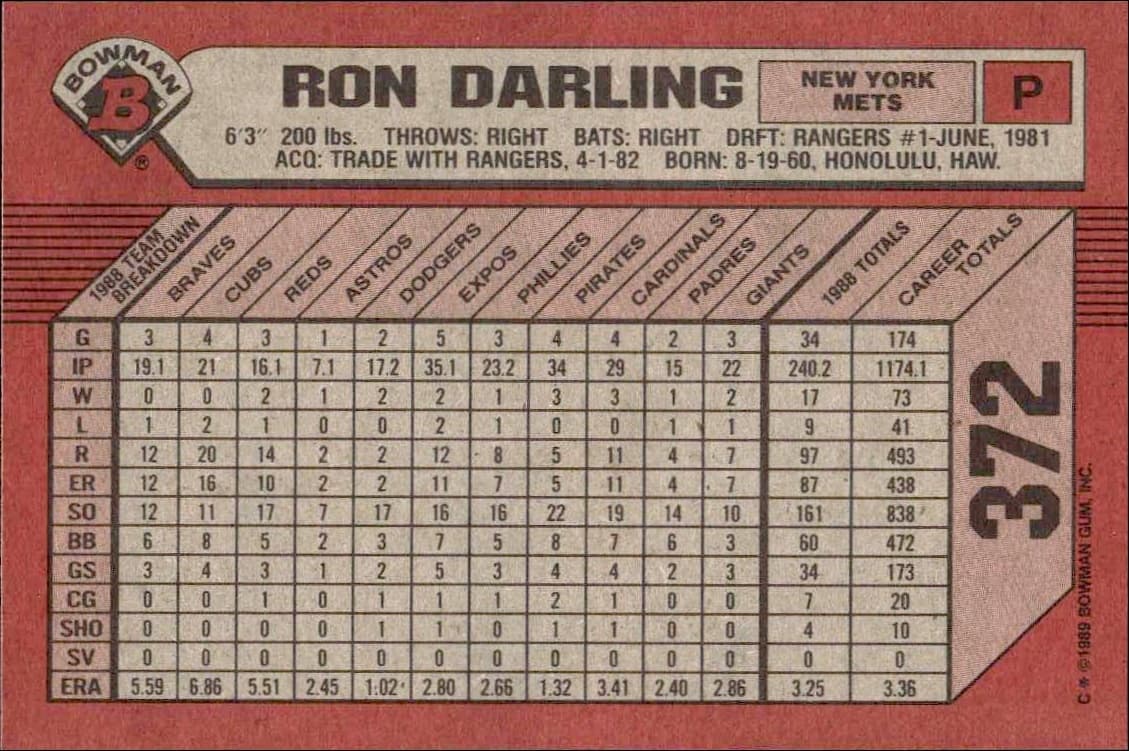 BOWMAN
B
®
RON DARLING
NEW YORK
METS
P
6'3" 200 lbs. THROWS: RIGHT BATS: RIGHT DRFT: RANGERS #1-JUNE, 1981
ACQ: TRADE WITH RANGERS, 4-1-82 BORN: 8-19-60, HONOLULU, HAW.
1988 TEAM
BREAKDOWN
BRAVES
CUBS
REDS
ASTROS
DODGERS
EXPOS
PHILLIES
PIRATES
CARDINALS
PADRES
GIANTS
1988 TOTALS
CAREER
TOTALS
G 3 4 3 1 2 5 3 4 4 2 3 34 174
IP 19.1 21 16.1 7.1 17.2 35.1 23.2 34 29 15 22 240.2 1174.1
W 0 0 2 1 2 2 1 3 3 1 2 17 73
L 1 2 1 0 0 2 1 0 0 1 1 9 41
R 12 20 14 2 2 12 8 5 11 4 7 97 493
ER 12 16 10 2 2 11 7 5 11 4 7 87 438
SO 12 11 17 7 17 16 16 22 19 14 10 161 838
BB 6 8 5 2 3 7 5 8 7 6 3 60 472
GS 3 4 3 1 2 5 3 4 4 2 3 34 173
CG 0 0 1 0 1 1 1 2 1 0 0 7 20
SHO 0 0 0 0 1 1 0 1 1 0 0 4 10
SV 0 0 0 0 0 0 0 0 0 0 0 0 0
ERA 5.59 6.86 5.51 2.45 1.02 2.80 2.66 1.32 3.41 2.40 2.86 3.25 3.36
372
C * ©1989 BOWMAN GUM, INC.